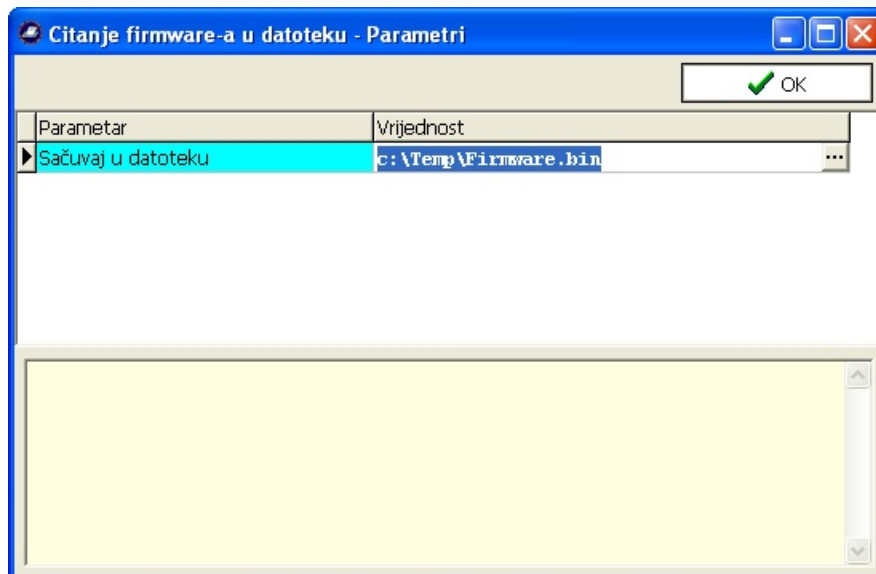 Citanje firmware-a u datoteku - Parametri
OK
Parametar Vrijednost
Sačuvaj u datoteku c:\Temp\Firmware.bin ...